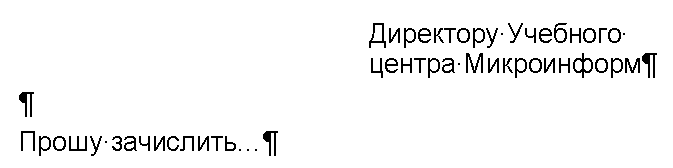 Директору·Учебного·
центра·Микроинформ¶
¶
Прошу·зачислить...¶